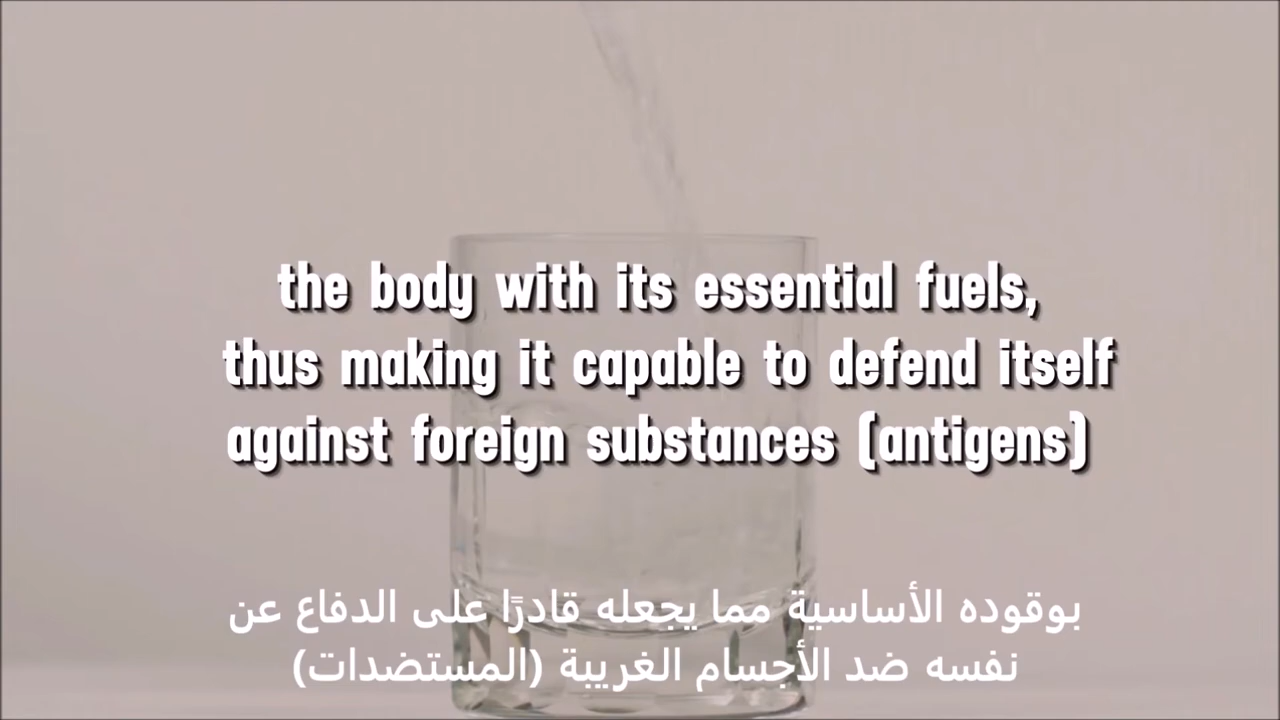 the body with its essential fuels,
thus making it capable to defend itself
against foreign substances (antigens)
بوقوده الأساسية مما يجعله قادرًا على الدفاع عن
نفسه ضد الأجسام الغريبة (المستضدات)